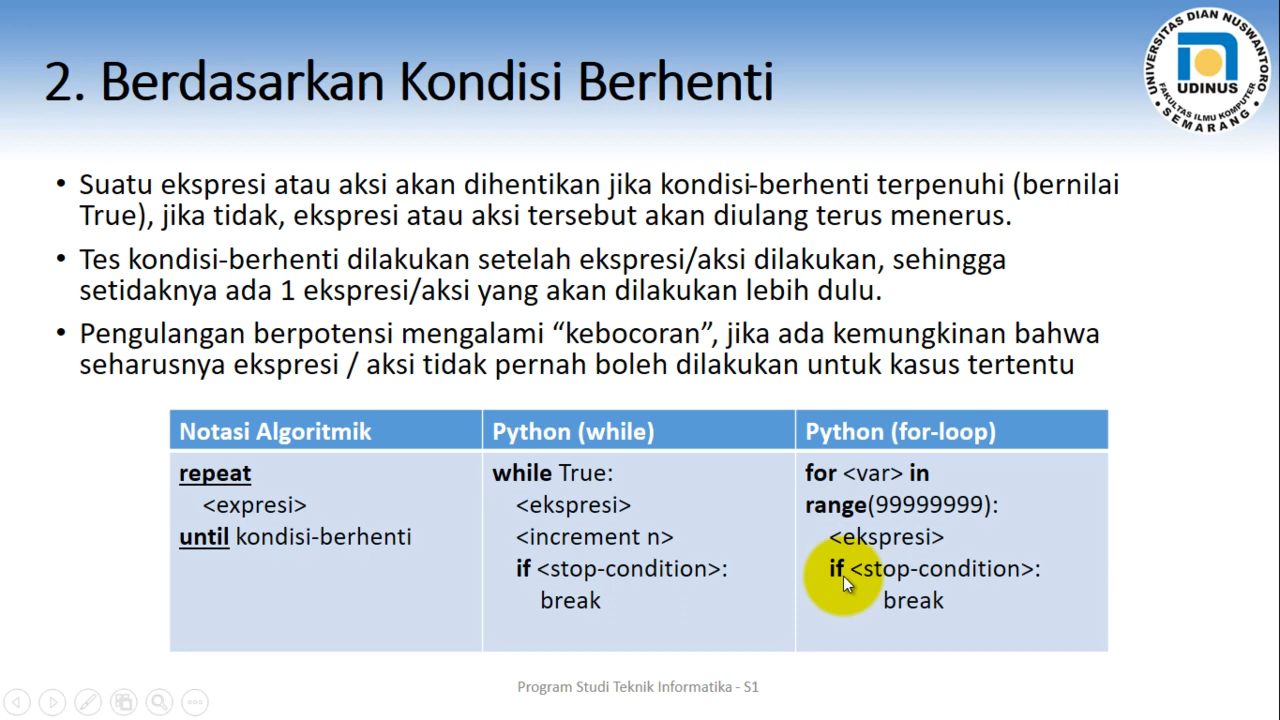 2. Berdasarkan Kondisi Berhenti
UNIVERSITAS DIAN NUSWANTORO
UDINUS
FAKULTAS ILMU KOMPUTER
• SEMARANG •
• Suatu ekspresi atau aksi akan dihentikan jika kondisi-berhenti terpenuhi (bernilai
True), jika tidak, ekspresi atau aksi tersebut akan diulang terus menerus.
• Tes kondisi-berhenti dilakukan setelah ekspresi/aksi dilakukan, sehingga
setidaknya ada 1 ekspresi/aksi yang akan dilakukan lebih dulu.
• Pengulangan berpotensi mengalami “kebocoran”, jika ada kemungkinan bahwa
seharusnya ekspresi / aksi tidak pernah boleh dilakukan untuk kasus tertentu
Notasi Algoritmik
repeat
<expresi>
until kondisi-berhenti
Python (while)
while True:
<ekspresi>
<increment n>
if <stop-condition>:
break
Python (for-loop)
for <var> in
range(99999999):
<ekspresi>
if <stop-condition>:
break
Program Studi Teknik Informatika - S1